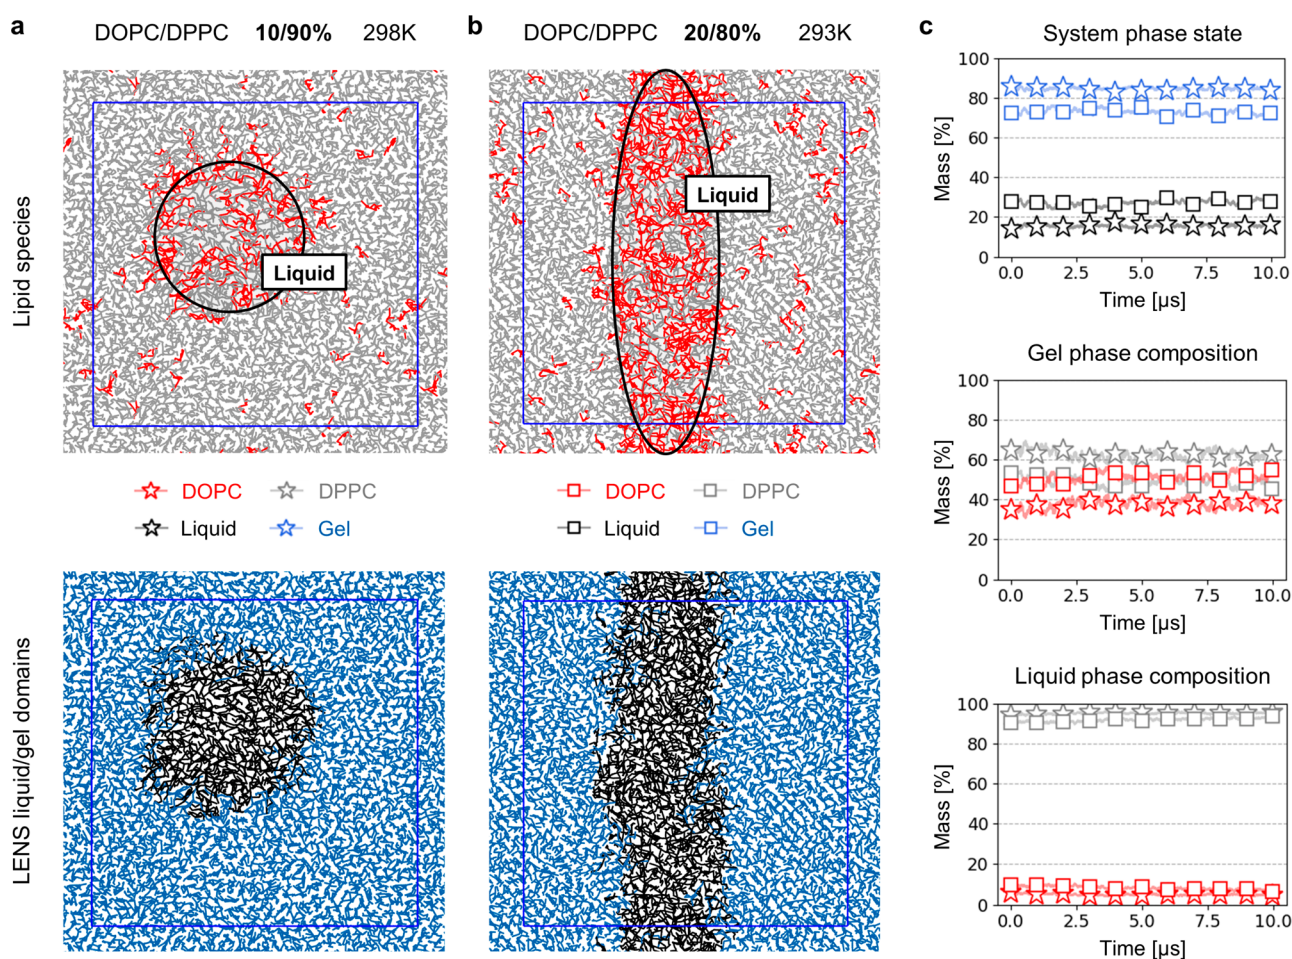 a DOPC/DPPC 10/90% 298K
b DOPC/DPPC 20/80% 293K
c
Lipid species
Liquid
Liquid
DOPC DPPC
Liquid Gel
DOPC DPPC
Liquid Gel
LENS liquid/gel domains
System phase state
Mass [%]
100
80
60
40
20
0
0.0 2.5 5.0 7.5 10.0
Time [µs]
Gel phase composition
Mass [%]
100
80
60
40
20
0
0.0 2.5 5.0 7.5 10.0
Time [µs]
Liquid phase composition
Mass [%]
100
80
60
40
20
0
0.0 2.5 5.0 7.5 10.0
Time [µs]